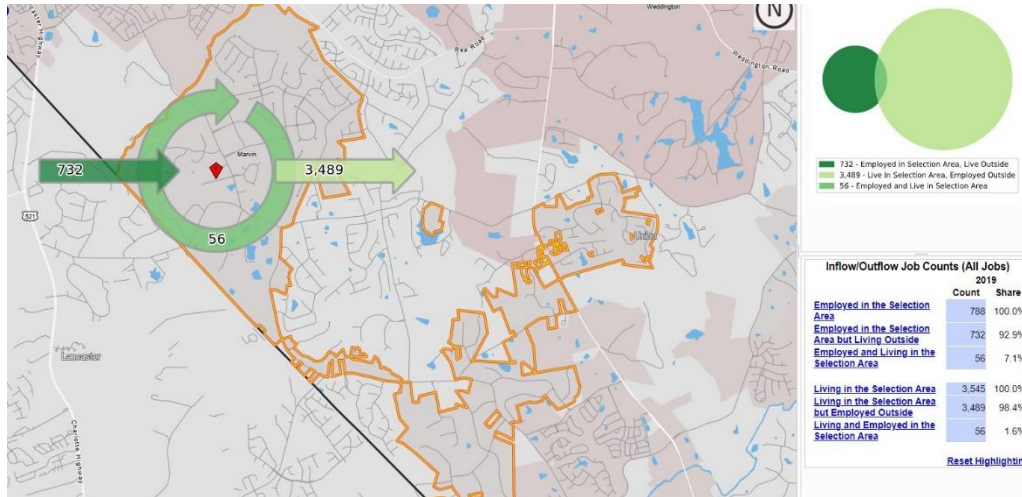 Weddington
N
Rea Road
Weddington Road
caster Highway
732
Marvin
3,489
56
521
Union
Lancaster
Charlotte Highway
732 - Employed in Selection Area, Live Outside
3,489 - Live in Selection Area, Employed Outside
56 - Employed and Live in Selection Area
Inflow/Outflow Job Counts (All Jobs)
2019
Count Share
Employed in the Selection
Area 788 100.0%
Employed in the Selection
Area but Living Outside 732 92.9%
Employed and Living in the
Selection Area 56 7.1%
Living in the Selection Area 3,545 100.0%
Living in the Selection Area
but Employed Outside 3,489 98.4%
Living and Employed in the
Selection Area 56 1.6%
Reset Highlightin